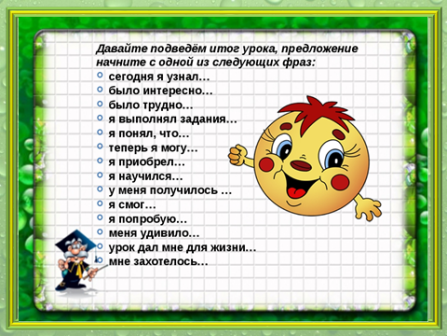 Давайте подведём итог урока, предложение
начните с одной из следующих фраз:
сегодня я узнал…
было интересно…
было трудно…
я выполнял задания…
я понял, что…
теперь я могу…
я приобрел…
я научился…
у меня получилось …
я смог…
я попробую…
меня удивило…
урок дал мне для жизни…
мне захотелось…